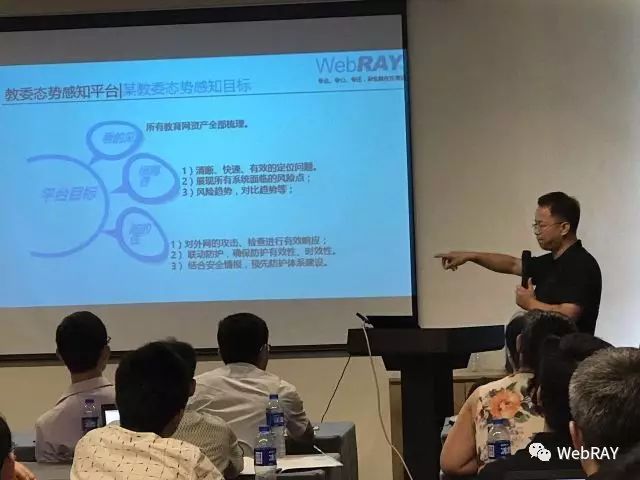 WebRAY
教委态势感知平台|某教委态势感知目标
看的见
所有教育网资产全部梳理。
平台目标
1）清晰、快速、有效的定位问题。
2）展现所有系统面临的风险点；
3）风险趋势，对比趋势等；
1）对外网的攻击、检查进行有效响应；
2）联动防护，确保防护有效性、时效性。
3）结合安全情报，预先防护体系建设。
WebRAY